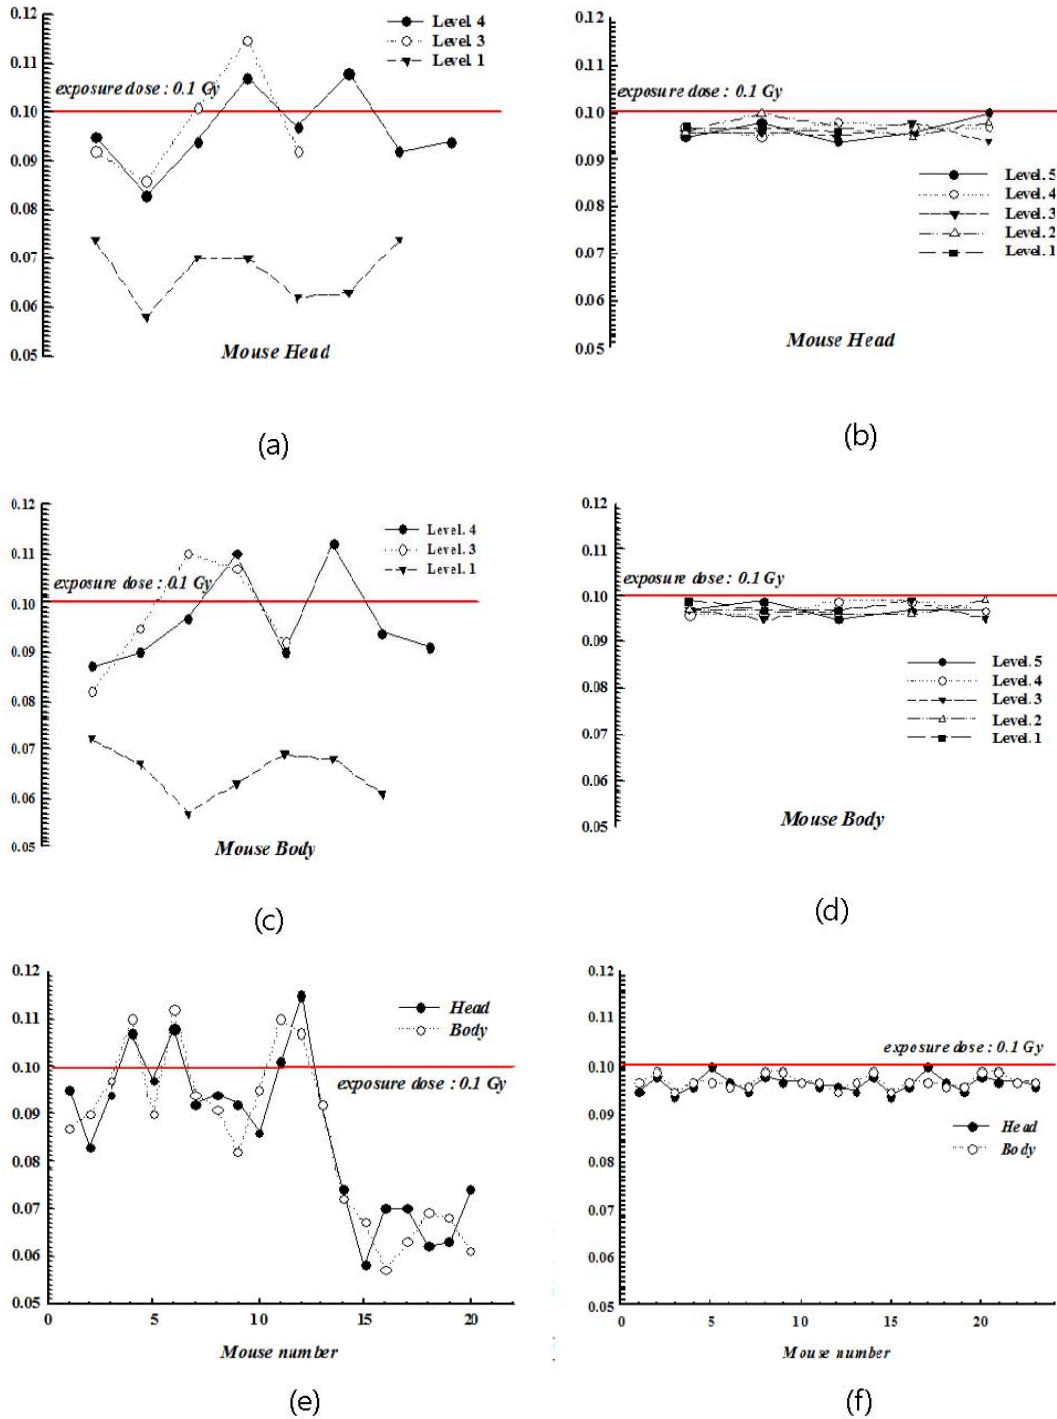 0.12
0.11
0.10
0.09
0.08
0.07
0.06
0.05
Level. 4
Level. 3
Level. 1
exposure dose : 0.1 Gy
Mouse Head
(a)
0.12
0.11
0.10
0.09
0.08
0.07
0.06
0.05
exposure dose : 0.1 Gy
Level. 5
Level. 4
Level. 3
Level. 2
Level. 1
Mouse Head
(b)
0.12
0.11
0.10
0.09
0.08
0.07
0.06
0.05
Level. 4
Level. 3
Level. 1
exposure dose : 0.1 Gy
Mouse Body
(c)
0.12
0.11
0.10
0.09
0.08
0.07
0.06
0.05
exposure dose : 0.1 Gy
Level. 5
Level. 4
Level. 3
Level. 2
Level. 1
Mouse Body
(d)
0.12
0.11
0.10
0.09
0.08
0.07
0.06
0.05
Head
Body
exposure dose : 0.1 Gy
0 5 10 15 20
Mouse number
(e)
0.12
0.11
0.10
0.09
0.08
0.07
0.06
0.05
exposure dose : 0.1 Gy
Head
Body
0 5 10 15 20
Mouse number
(f)